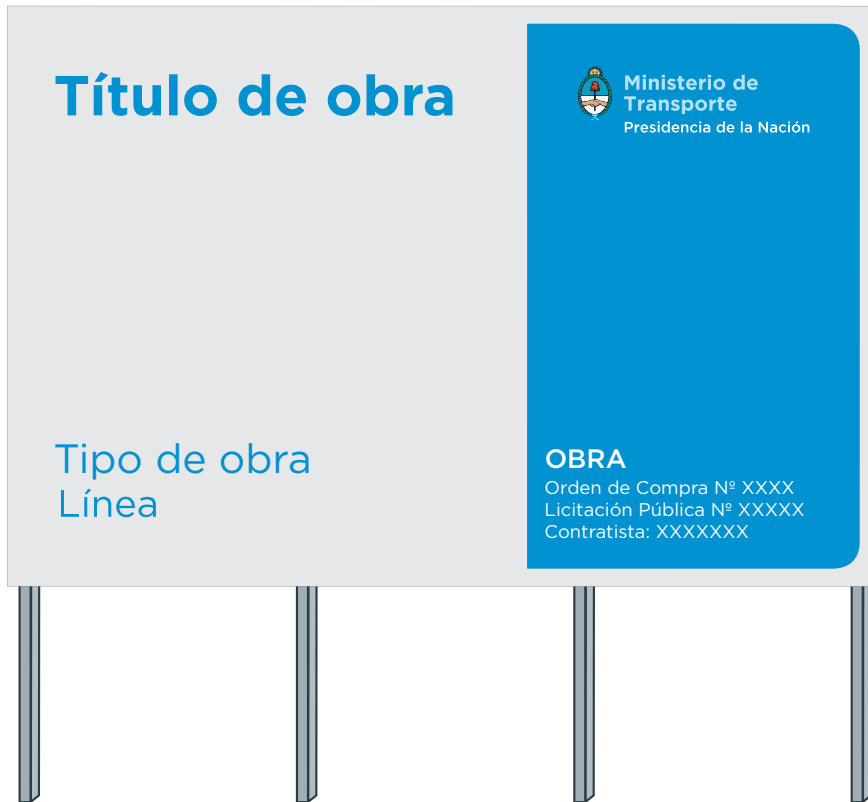 Título de obra
Ministerio de
Transporte
Presidencia de la Nación
Tipo de obra
Línea
OBRA
Orden de Compra Nº XXXX
Licitación Pública Nº XXXXX
Contratista: XXXXXXX